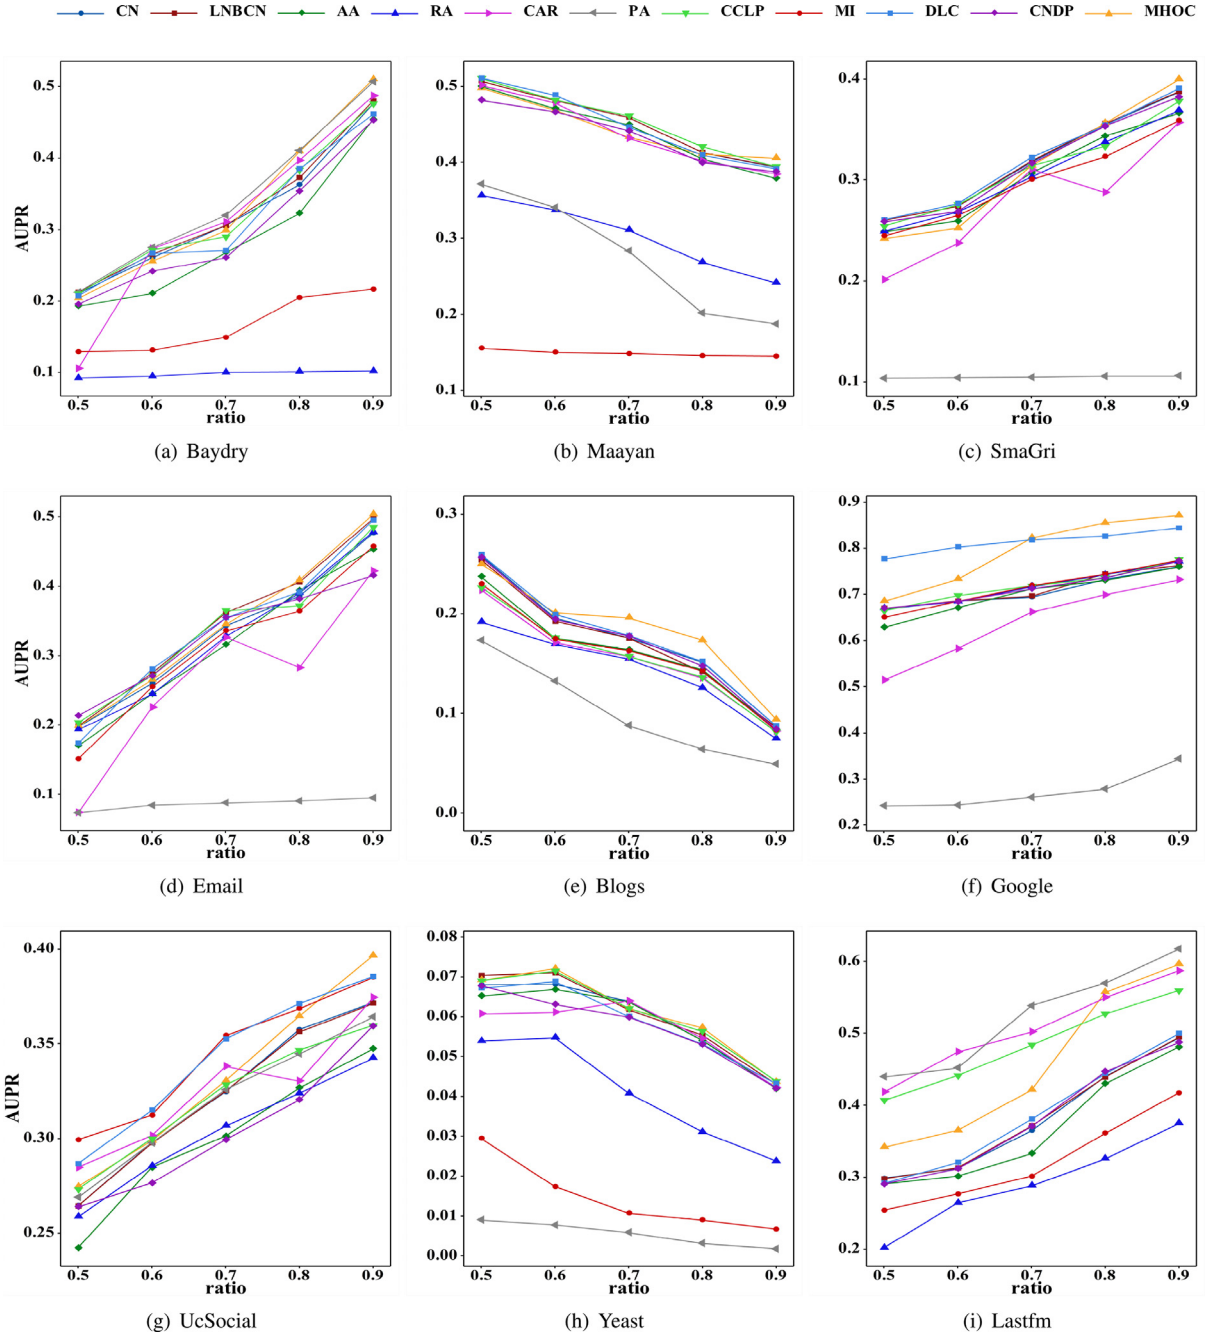 CN LNBCN AA RA CAR PA CCLP MI DLC CNDP MHOC
AUPR
0.5
0.4
0.3
0.2
0.1
0.5 0.6 0.7 0.8 0.9
ratio
(a) Baydry
0.5
0.4
0.3
0.2
0.1
0.5 0.6 0.7 0.8 0.9
ratio
(b) Maayan
0.4
0.3
0.2
0.1
0.5 0.6 0.7 0.8 0.9
ratio
(c) SmaGri
AUPR
0.5
0.4
0.3
0.2
0.1
0.5 0.6 0.7 0.8 0.9
ratio
(d) Email
0.3
0.2
0.1
0.0
0.5 0.6 0.7 0.8 0.9
ratio
(e) Blogs
0.9
0.8
0.7
0.6
0.5
0.4
0.3
0.2
0.5 0.6 0.7 0.8 0.9
ratio
(f) Google
AUPR
0.40
0.35
0.30
0.25
0.5 0.6 0.7 0.8 0.9
ratio
(g) UcSocial
0.08
0.07
0.06
0.05
0.04
0.03
0.02
0.01
0.00
0.5 0.6 0.7 0.8 0.9
ratio
(h) Yeast
0.6
0.5
0.4
0.3
0.2
0.5 0.6 0.7 0.8 0.9
ratio
(i) Lastfm